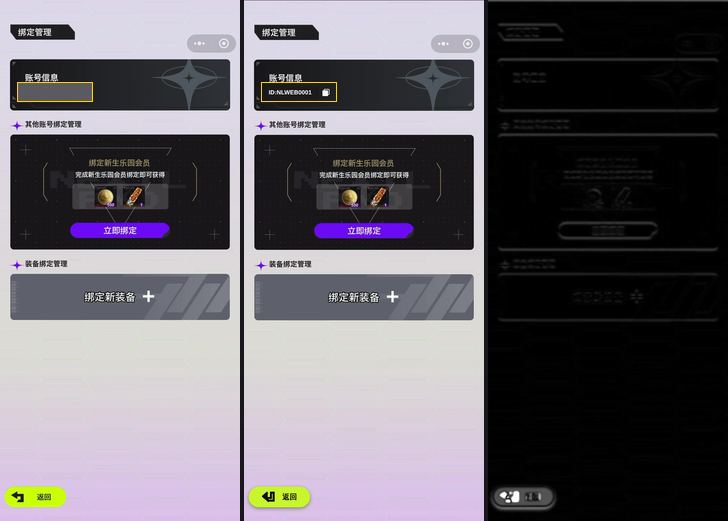 绑定管理
账号信息
其他账号绑定管理
绑定新生乐园会员
完成新生乐园会员绑定即可获得
立即绑定
装备绑定管理
绑定新装备
返回
绑定管理
账号信息
ID:NLWEB0001
其他账号绑定管理
绑定新生乐园会员
完成新生乐园会员绑定即可获得
立即绑定
装备绑定管理
绑定新装备
返回